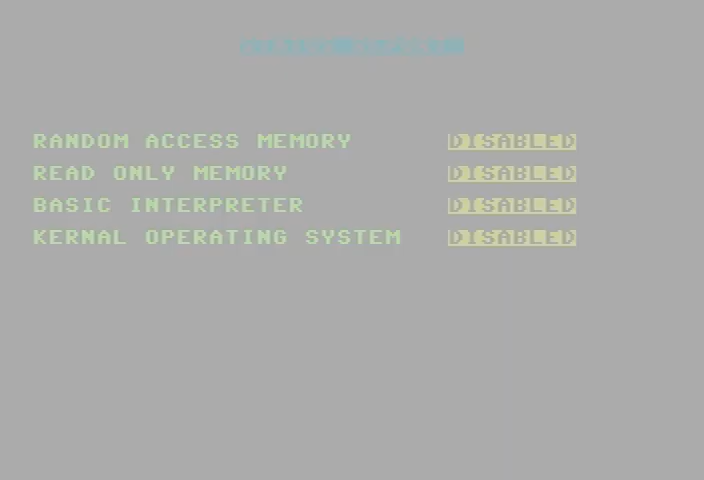 RANDOM ACCESS MEMORY DISABLED
READ ONLY MEMORY DISABLED
BASIC INTERPRETER DISABLED
KERNAL OPERATING SYSTEM DISABLED